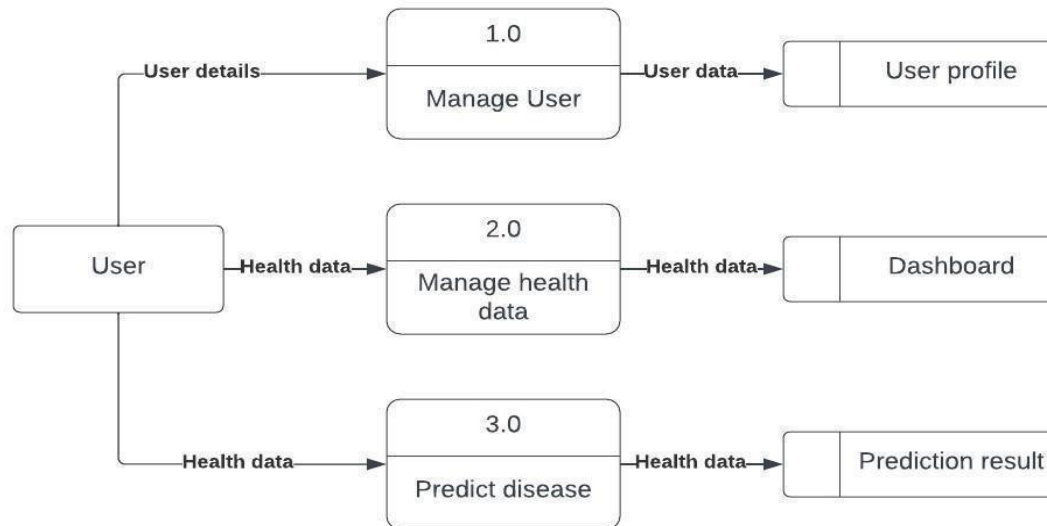 1.0
User details
Manage User
User data
User profile
User
Health data
2.0
Manage health
data
Health data
Dashboard
Health data
3.0
Predict disease
Health data
Prediction result